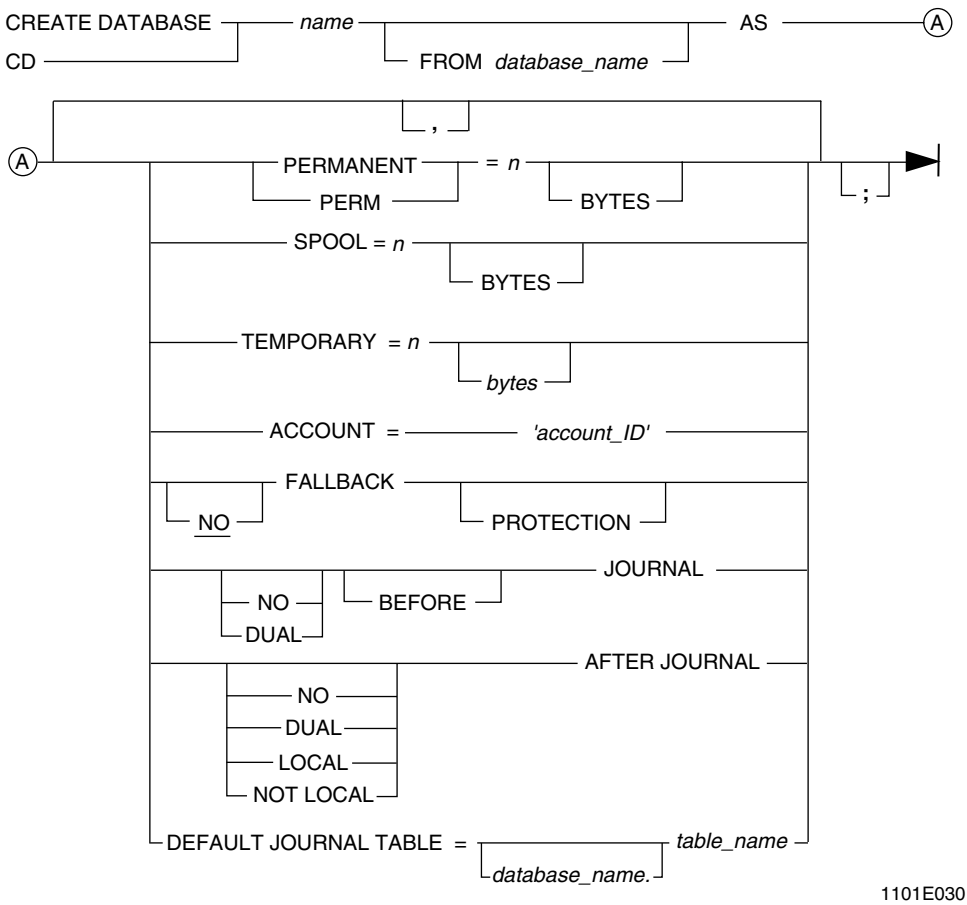 CREATE DATABASE name AS A
CD FROM database_name
,
A PERMANENT = n ;
PERM BYTES
SPOOL = n
BYTES
TEMPORARY = n
bytes
ACCOUNT = 'account_ID'
FALLBACK
NO PROTECTION
JOURNAL
NO BEFORE
DUAL
AFTER JOURNAL
NO
DUAL
LOCAL
NOT LOCAL
DEFAULT JOURNAL TABLE = table_name
database_name.
1101E030